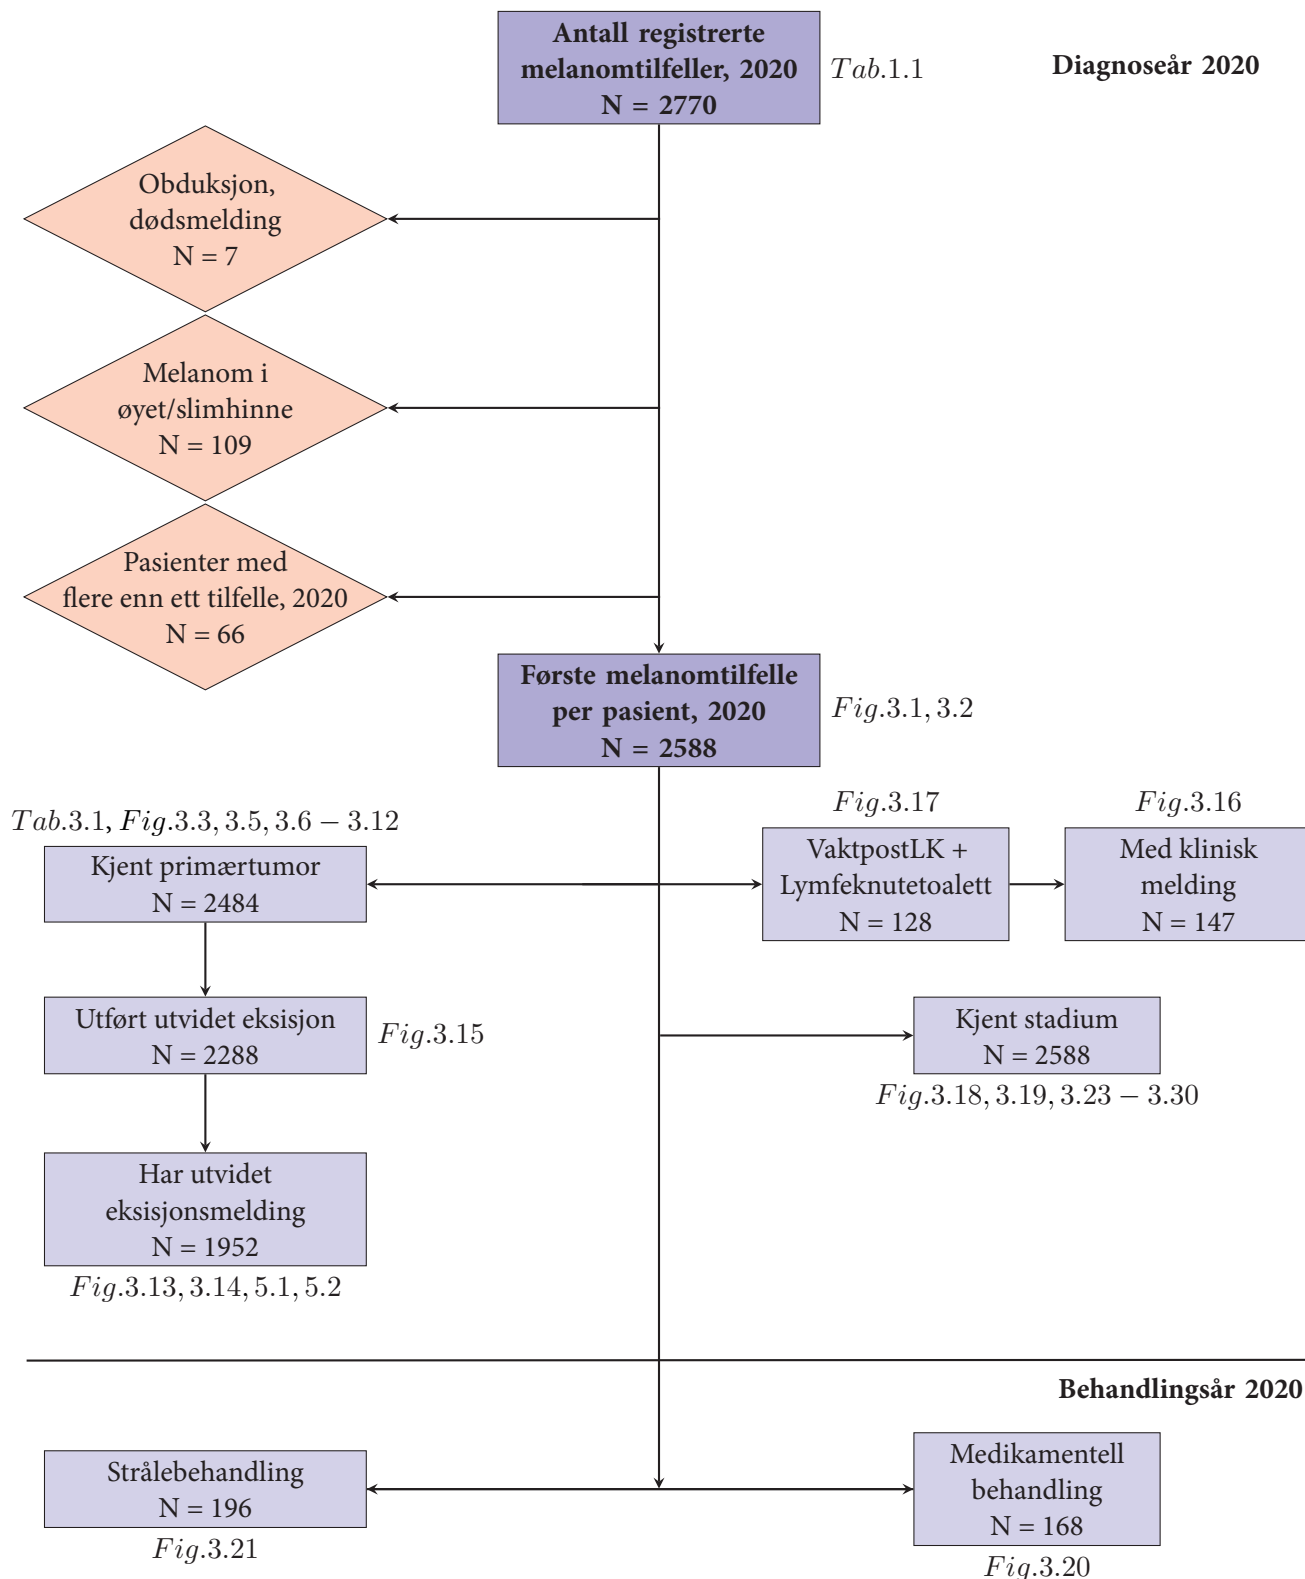 Antall registrerte
melanomtilfeller, 2020
N = 2770
Tab.1.1
Diagnoseår 2020
Obduksjon,
dødsmelding
N = 7
Melanom i
øyet/slimhinne
N = 109
Pasienter med
flere enn ett tilfelle, 2020
N = 66
Første melanomtilfelle
per pasient, 2020
N = 2588
Fig.3.1, 3.2
Tab.3.1, Fig.3.3, 3.5, 3.6 − 3.12
Kjent primærtumor
N = 2484
Fig.3.17
VaktpostLK +
Lymfeknutetoalett
N = 128
Fig.3.16
Med klinisk
melding
N = 147
Utført utvidet eksisjon
N = 2288
Fig.3.15
Kjent stadium
N = 2588
Fig.3.18, 3.19, 3.23 − 3.30
Har utvidet
eksisjonsmelding
N = 1952
Fig.3.13, 3.14, 5.1, 5.2
Behandlingsår 2020
Strålebehandling
N = 196
Fig.3.21
Medikamentell
behandling
N = 168
Fig.3.20